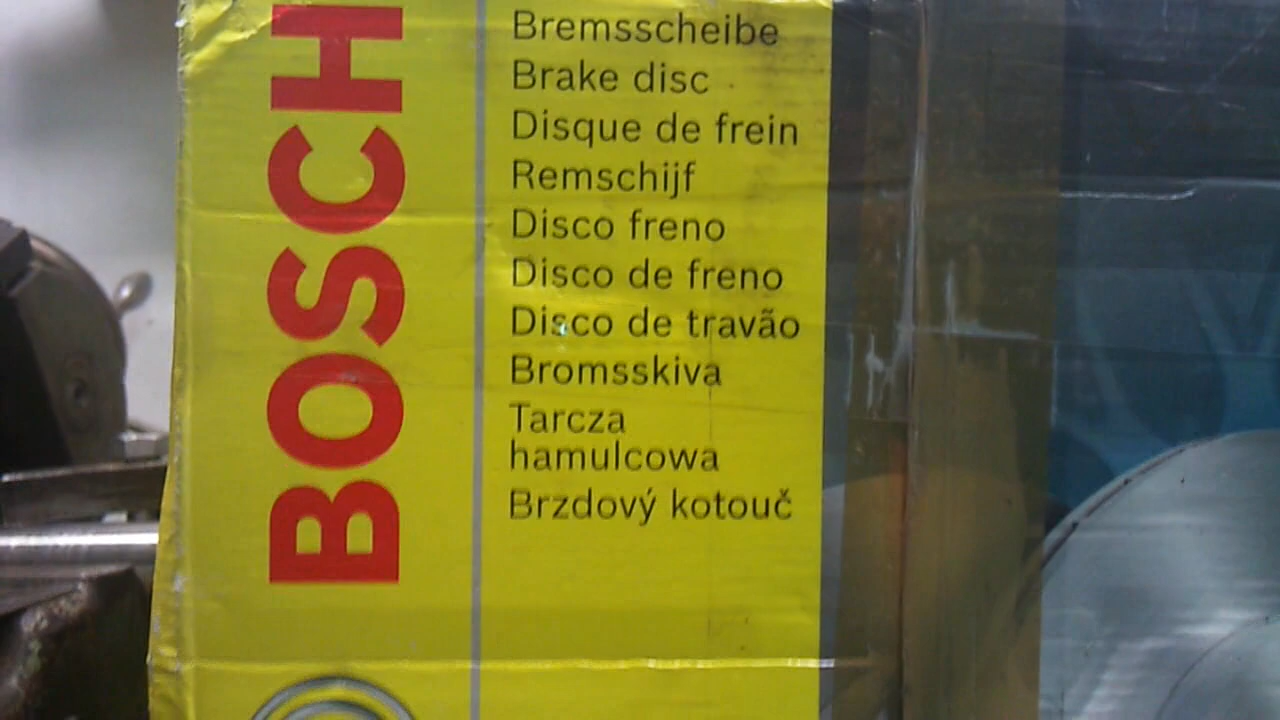 BOSCH
Bremsscheibe
Brake disc
Disque de frein
Remschijf
Disco freno
Disco de freno
Disco de travão
Bromsskiva
Tarcza
hamulcowa
Brzdový kotouč